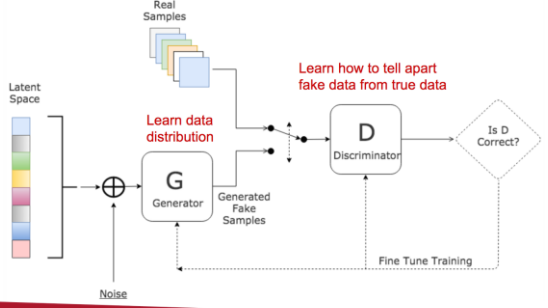 Real
Samples
Latent
Space
Learn data
distribution
Learn how to tell apart
fake data from true data
G
Generator
Generated
Fake
Samples
D
Discriminator
Is D
Correct?
Fine Tune Training
Noise